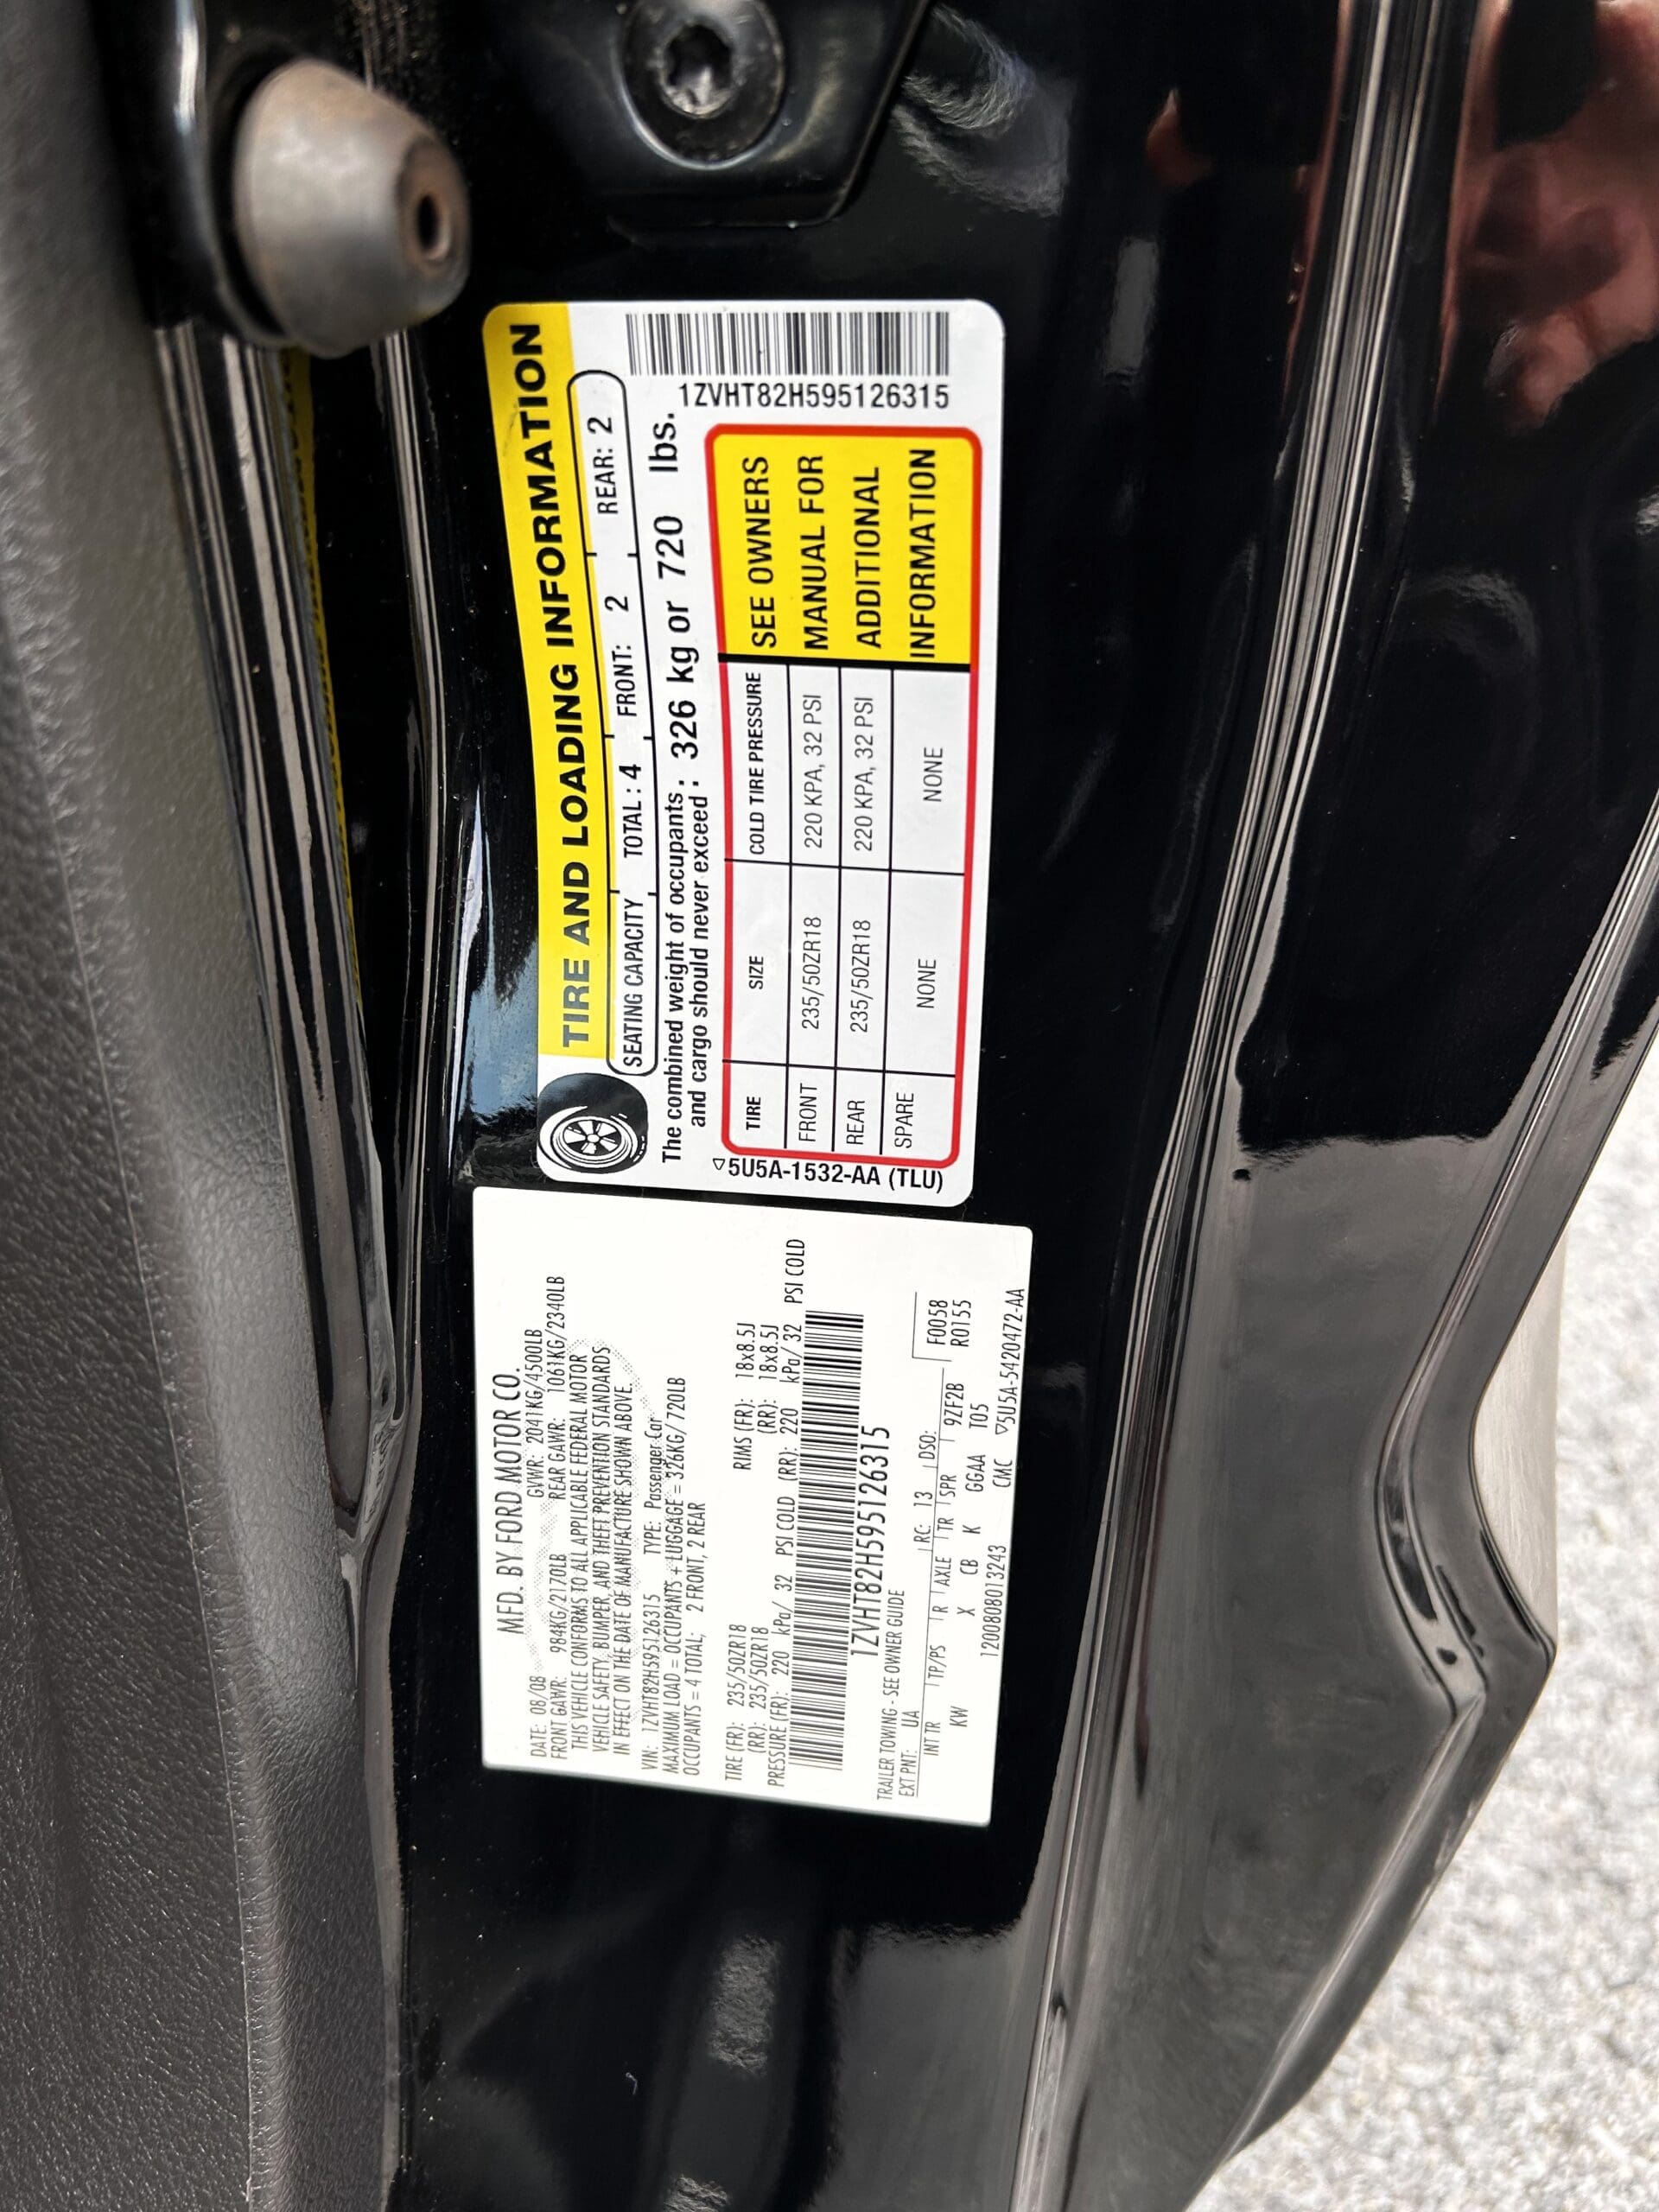 MFD. BY FORD MOTOR CO.
DATE: 08/08 GVWR: 2041KG/4500LB
FRONT GAWR: 984KG/2170LB REAR GAWR: 1061KG/2340LB
THIS VEHICLE CONFORMS TO ALL APPLICABLE FEDERAL MOTOR
VEHICLE SAFETY, BUMPER, AND THEFT PREVENTION STANDARDS
IN EFFECT ON THE DATE OF MANUFACTURE SHOWN ABOVE.
VIN: 1ZVHT82H595126315 TYPE: Passenger Car
MAXIMUM LOAD = OCCUPANTS + LUGGAGE = 326KG/720LB
OCCUPANTS = 4 TOTAL; 2 FRONT, 2 REAR
TIRE (FR): 235/50ZR18 RIMS (FR): 18x8.5J
(RR): 235/50ZR18 (RR): 18x8.5J
PRESSURE (FR): 220 kPa/ 32 PSI COLD (RR): 220 kPa/ 32 PSI COLD
1ZVHT82H595126315
TRAILER TOWING - SEE OWNER GUIDE
EXT PNT: UA RC: 13 DSO: F0058
INT TR TP/PS R AXLE TR SPR 9ZF2B R0155
KW X CB K GGAA T05
1200808013243 CMC ▽5U5A-5420472-AA
TIRE AND LOADING INFORMATION
SEATING CAPACITY TOTAL : 4 FRONT: 2 REAR: 2
The combined weight of occupants
and cargo should never exceed : 326 kg or 720 lbs.
TIRE SIZE COLD TIRE PRESSURE
FRONT 235/50ZR18 220 KPA, 32 PSI
REAR 235/50ZR18 220 KPA, 32 PSI
SPARE NONE NONE
SEE OWNERS
MANUAL FOR
ADDITIONAL
INFORMATION
▽5U5A-1532-AA (TLU)
1ZVHT82H595126315